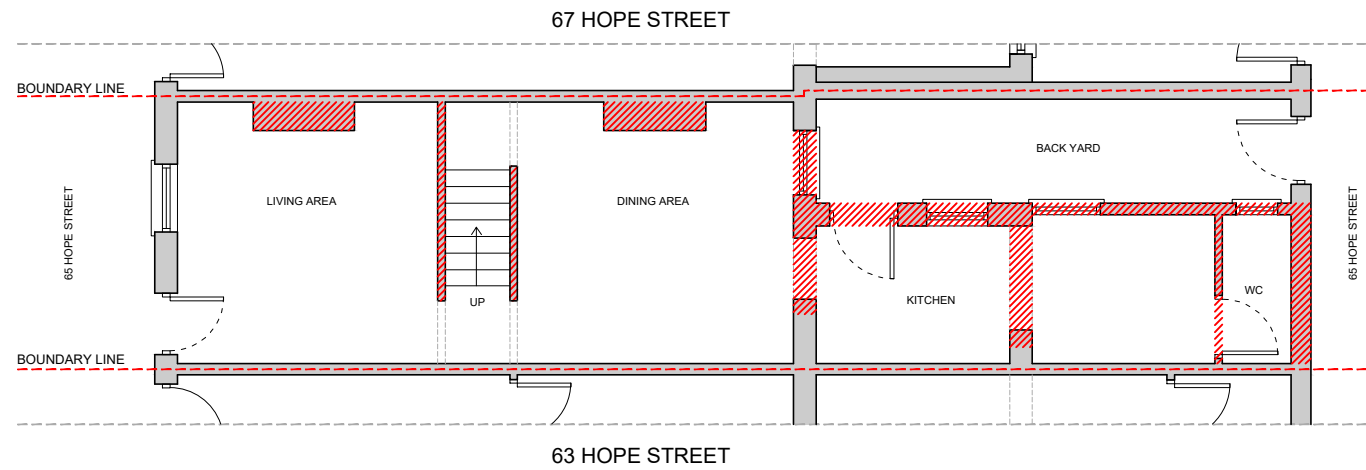 67 HOPE STREET
BOUNDARY LINE
BACK YARD
LIVING AREA
DINING AREA
65 HOPE STREET
65 HOPE STREET
UP
KITCHEN
WC
BOUNDARY LINE
63 HOPE STREET